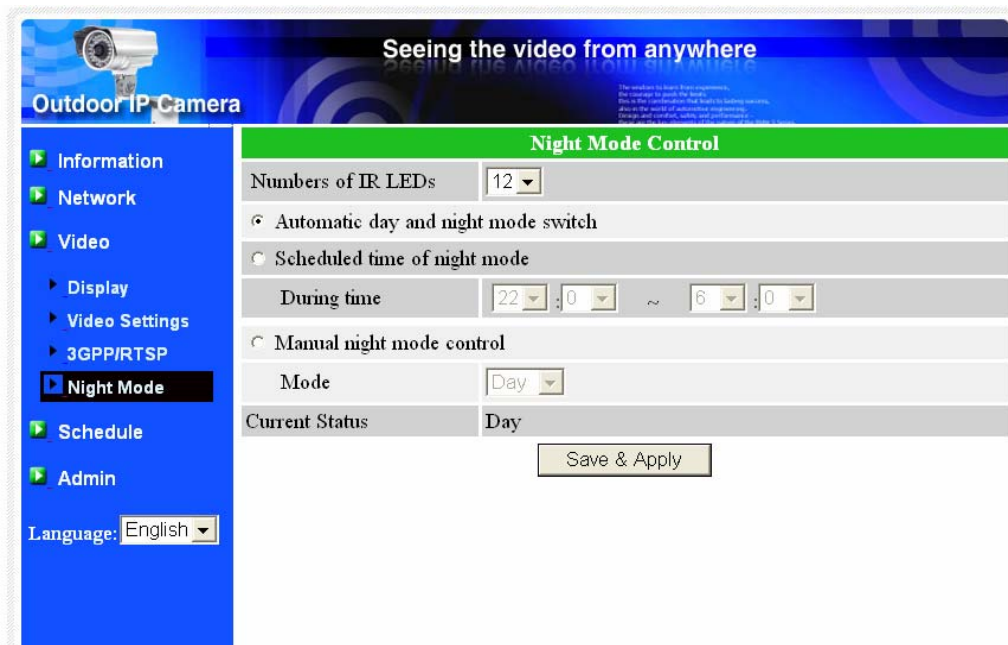 Seeing the video from anywhere
Outdoor IP Camera
Information
Network
Video
Display
Video Settings
3GPP/RTSP
Night Mode
Schedule
Admin
Language: English
Night Mode Control
Numbers of IR LEDs 12
Automatic day and night mode switch
Scheduled time of night mode
During time 22 : 0 ~ 6 : 0
Manual night mode control
Mode Day
Current Status Day
Save & Apply